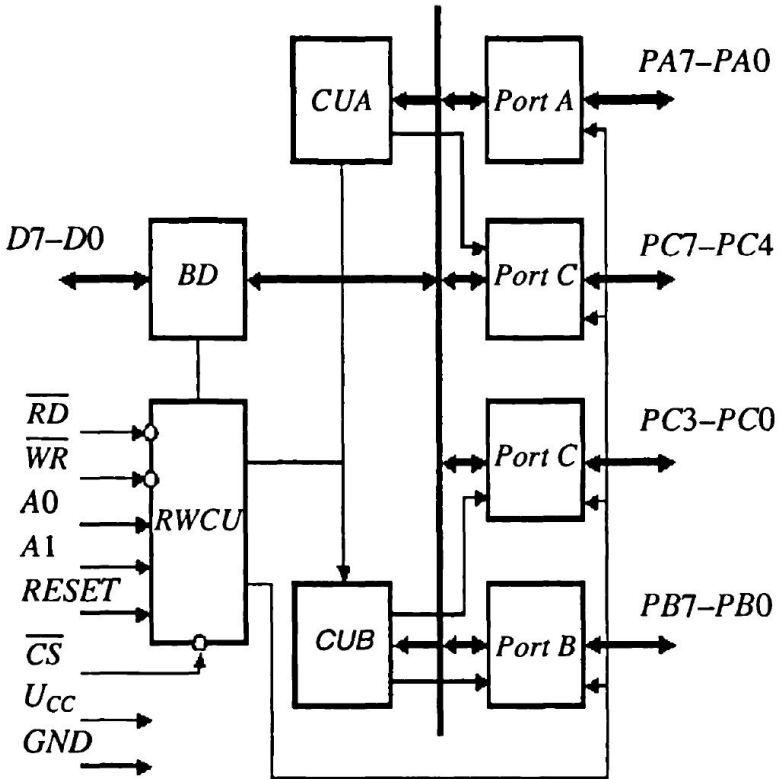 CUA
Port A
PA7–PA0
D7–D0
BD
Port C
PC7–PC4
RD
WR
A0
A1
RESET
CS
UCC
GND
RWCU
Port C
PC3–PC0
CUB
Port B
PB7–PB0